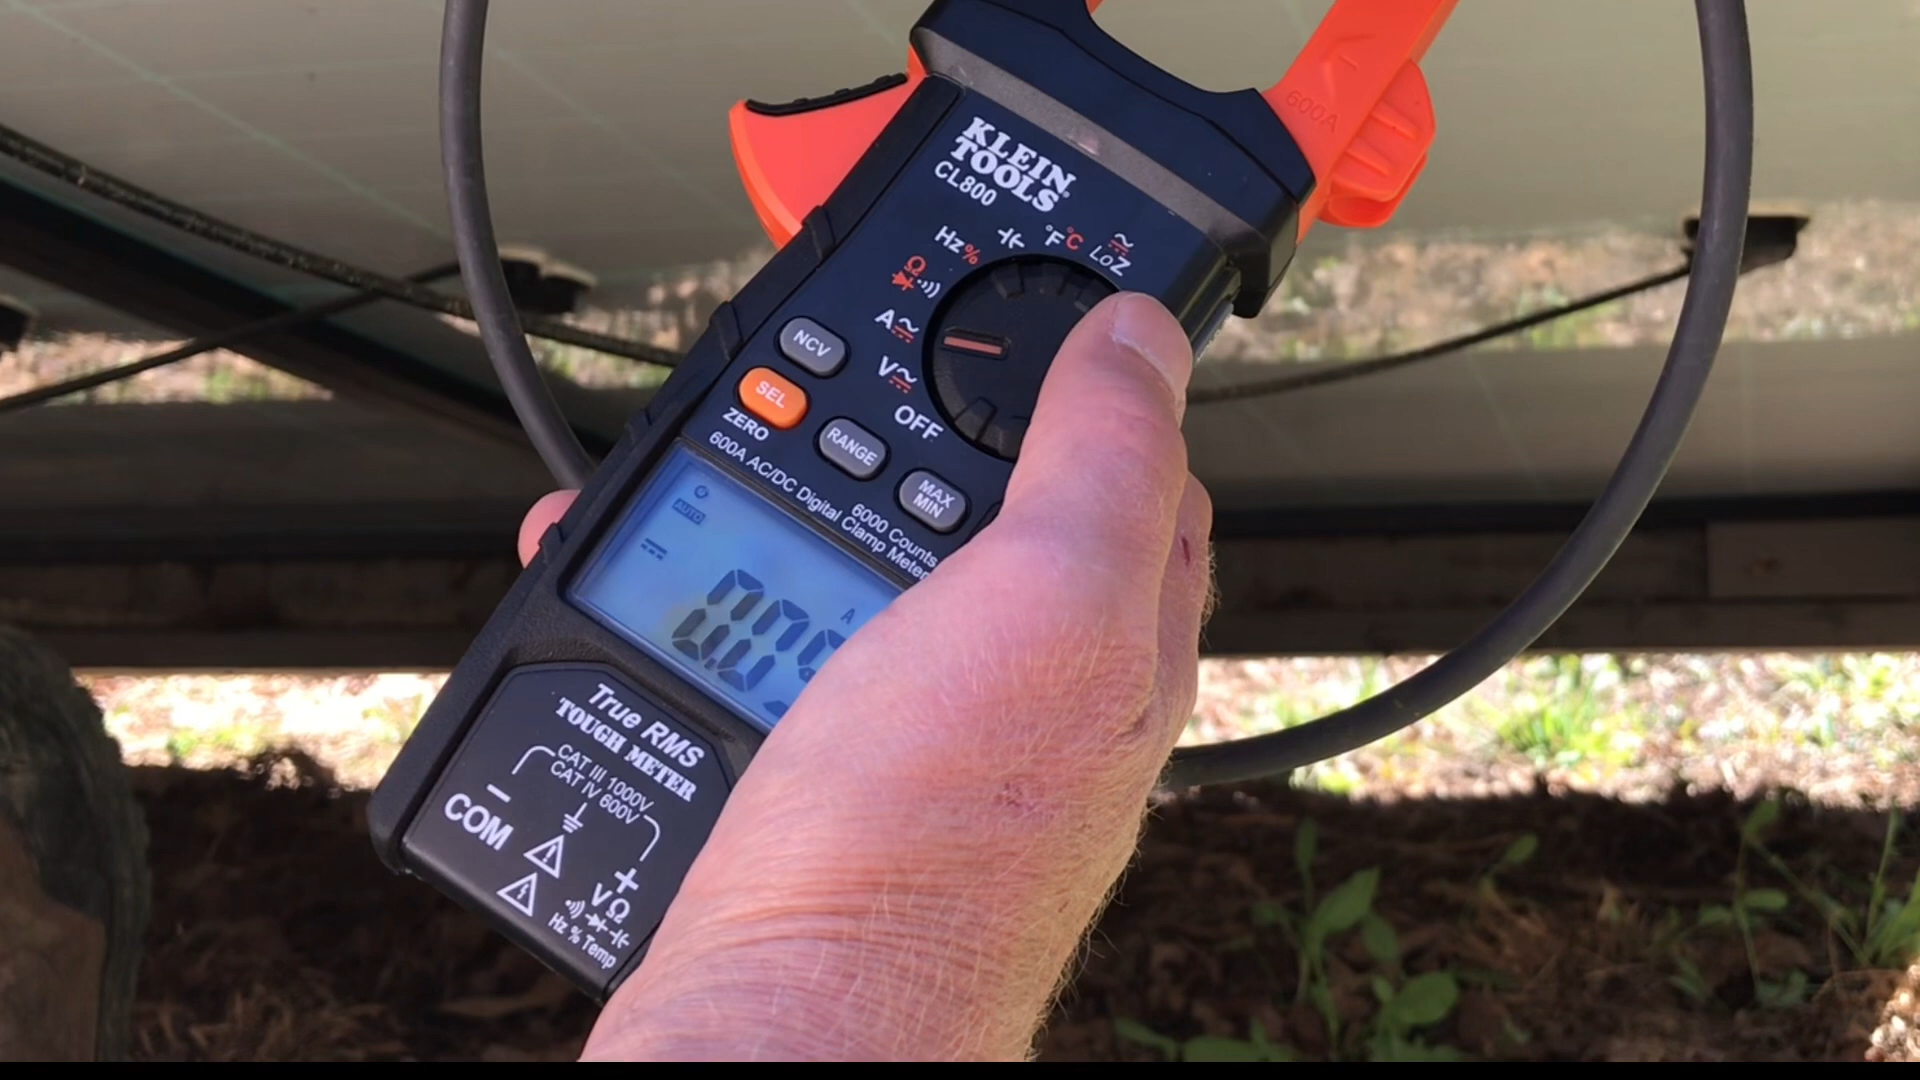 600A
KLEIN
TOOLS®
CL800
Hz%
°F°C
LoZ
Ω
A
V
OFF
NCV
SEL
ZERO
RANGE
MAX
MIN
600A AC/DC Digital Clamp Meter
6000 Counts
AUTO
A
True RMS
TOUGH METER
CAT III 1000V
CAT IV 600V
COM
−
+
VΩ
Hz % Temp